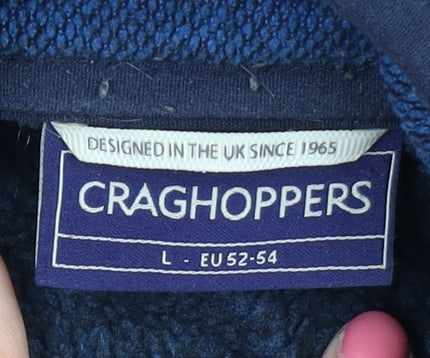 DESIGNED IN THE UK SINCE 1965
CRAGHOPPERS
L - EU 52-54